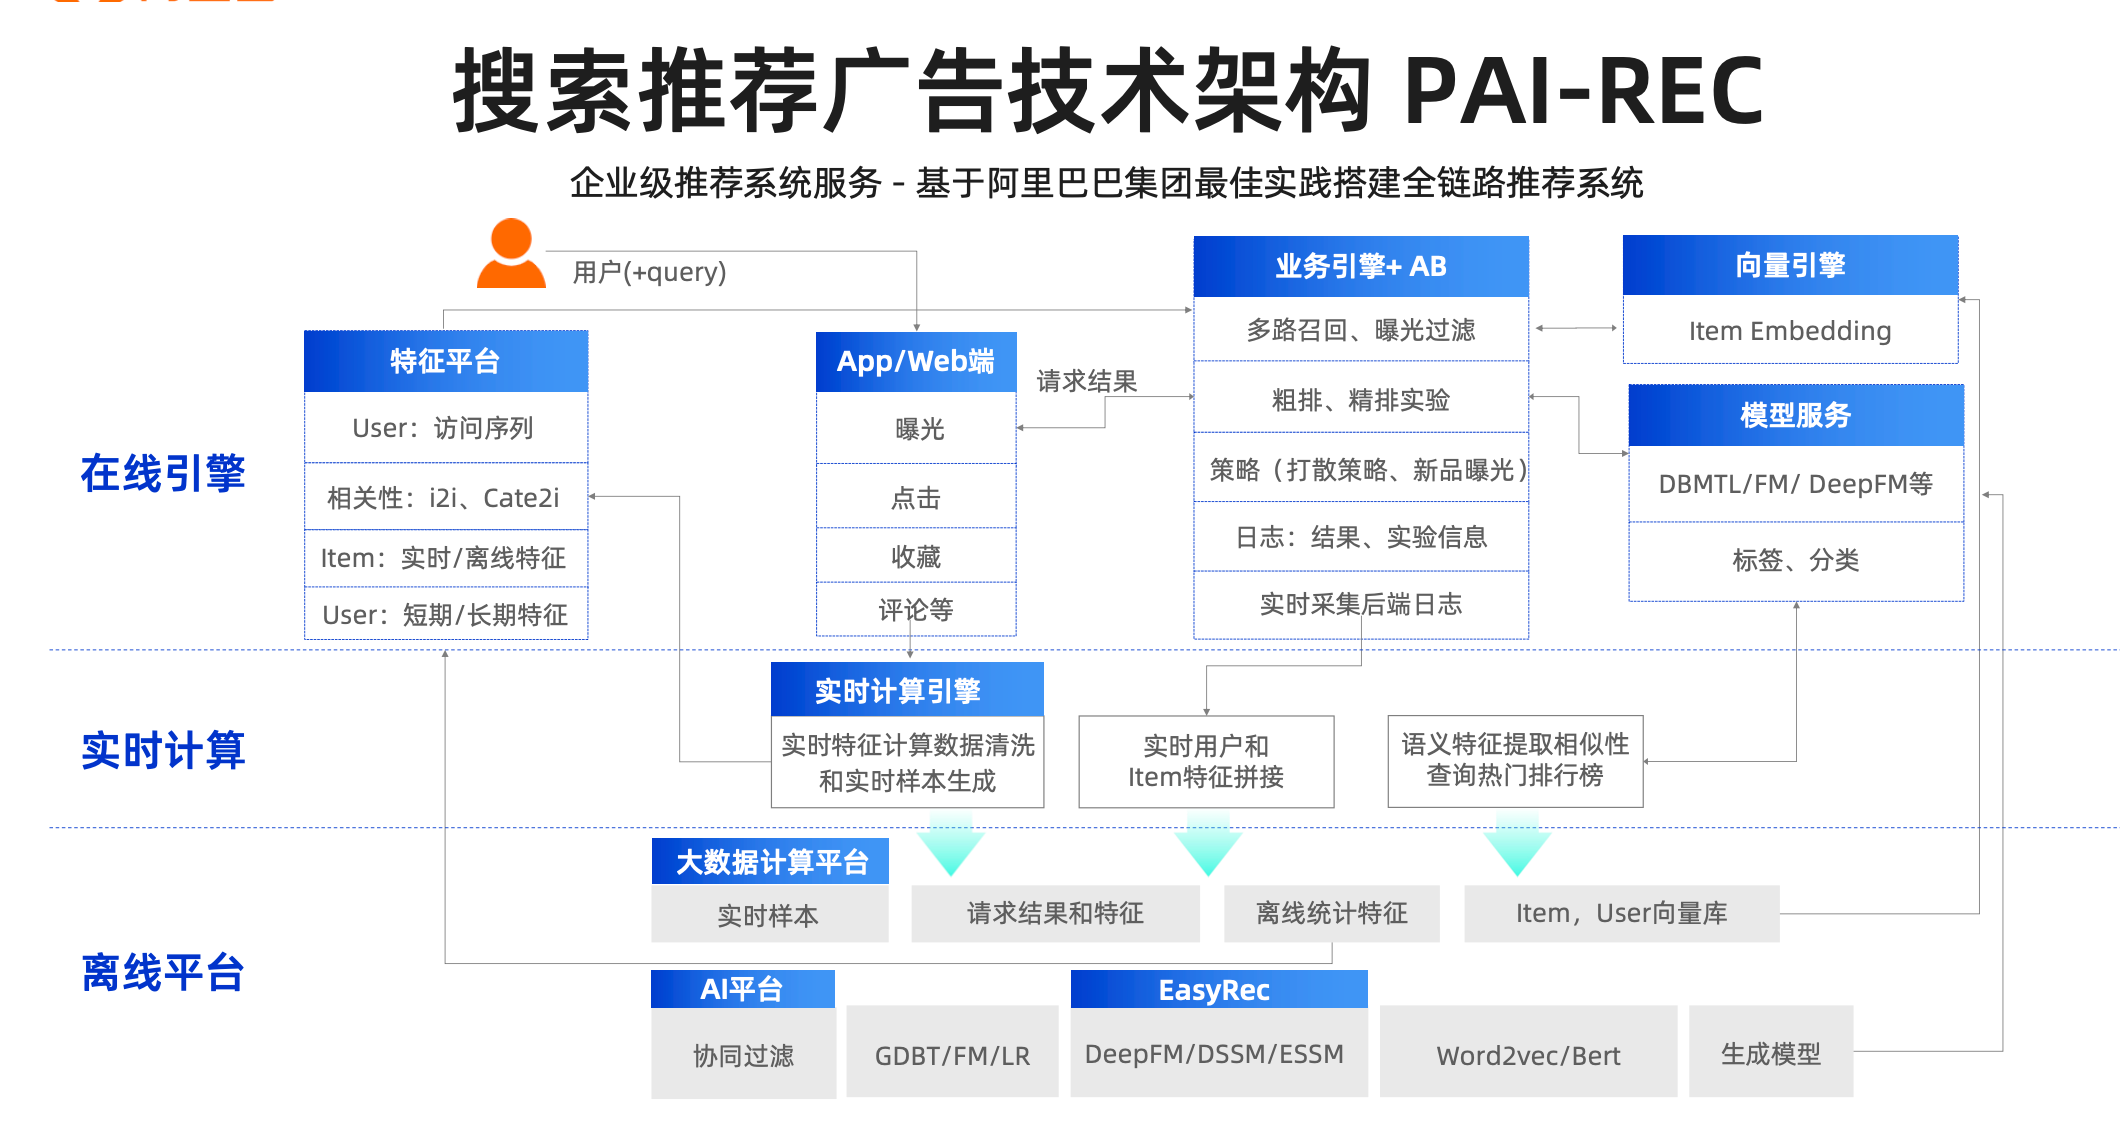 搜索推荐广告技术架构 PAI-REC
企业级推荐系统服务 - 基于阿里巴巴集团最佳实践搭建全链路推荐系统
用户(+query)
在线引擎
特征平台
User：访问序列
相关性：i2i、Cate2i
Item：实时/离线特征
User：短期/长期特征
App/Web端
曝光
点击
收藏
评论等
请求结果
业务引擎+ AB
多路召回、曝光过滤
粗排、精排实验
策略（打散策略、新品曝光）
日志：结果、实验信息
实时采集后端日志
向量引擎
Item Embedding
模型服务
DBMTL/FM/ DeepFM等
标签、分类
实时计算
实时计算引擎
实时特征计算数据清洗
和实时样本生成
实时用户和
Item特征拼接
语义特征提取相似性
查询热门排行榜
离线平台
大数据计算平台
实时样本
请求结果和特征
离线统计特征
Item，User向量库
AI平台
协同过滤
GDBT/FM/LR
EasyRec
DeepFM/DSSM/ESSM
Word2vec/Bert
生成模型